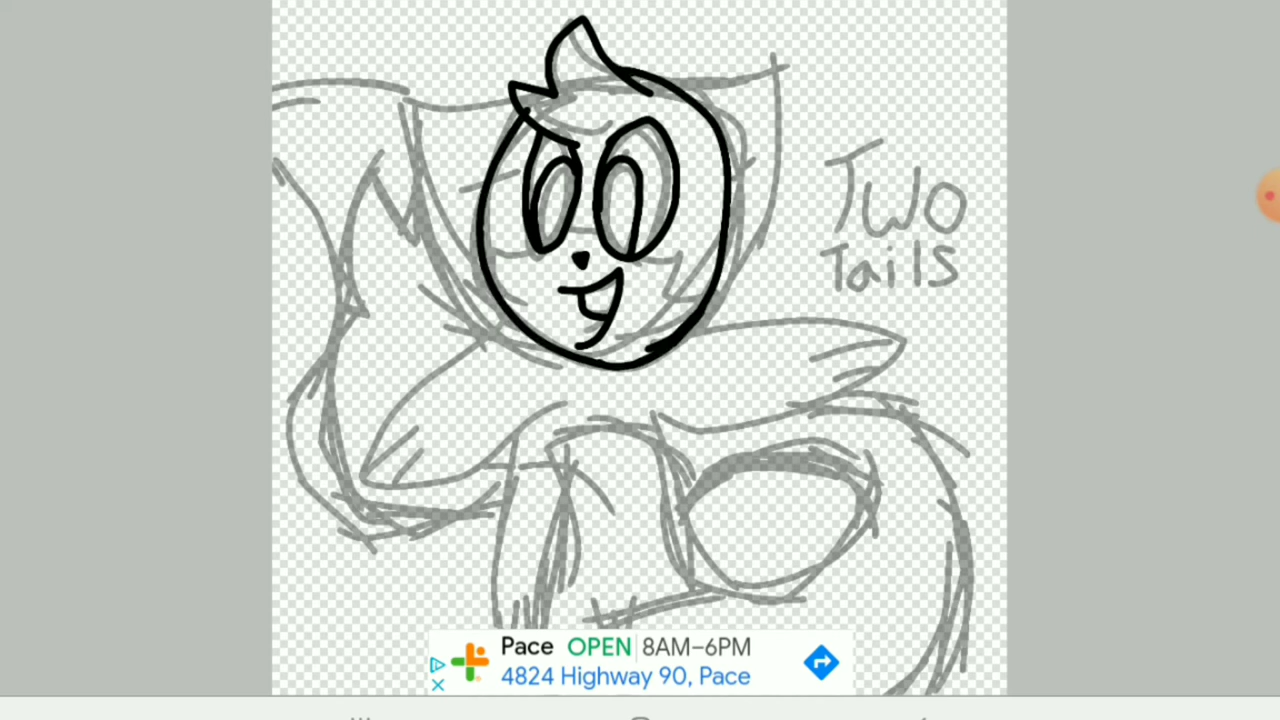 Two
Tails
Pace OPEN 8AM–6PM
4824 Highway 90, Pace